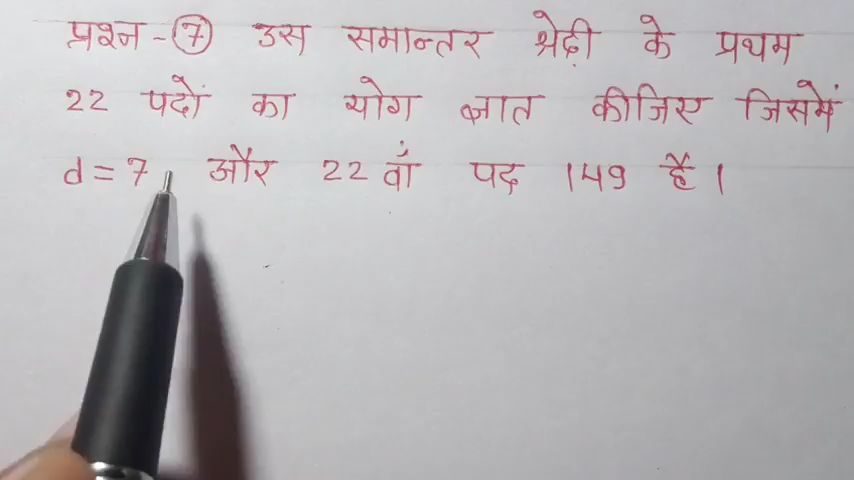 प्रश्न - 7 उस समान्तर श्रेढ़ी के प्रथम
22 पदों का योग ज्ञात कीजिए जिसमें
d = 7 और 22 वाँ पद 149 है।